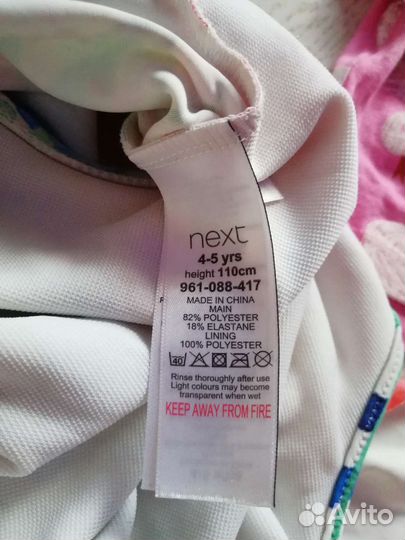 next
4-5 yrs
height 110cm
961-088-417
MADE IN CHINA
MAIN
82% POLYESTER
18% ELASTANE
LINING
100% POLYESTER
40
Rinse thoroughly after use
Light colours may become
transparent when wet
KEEP AWAY FROM FIRE
Avito